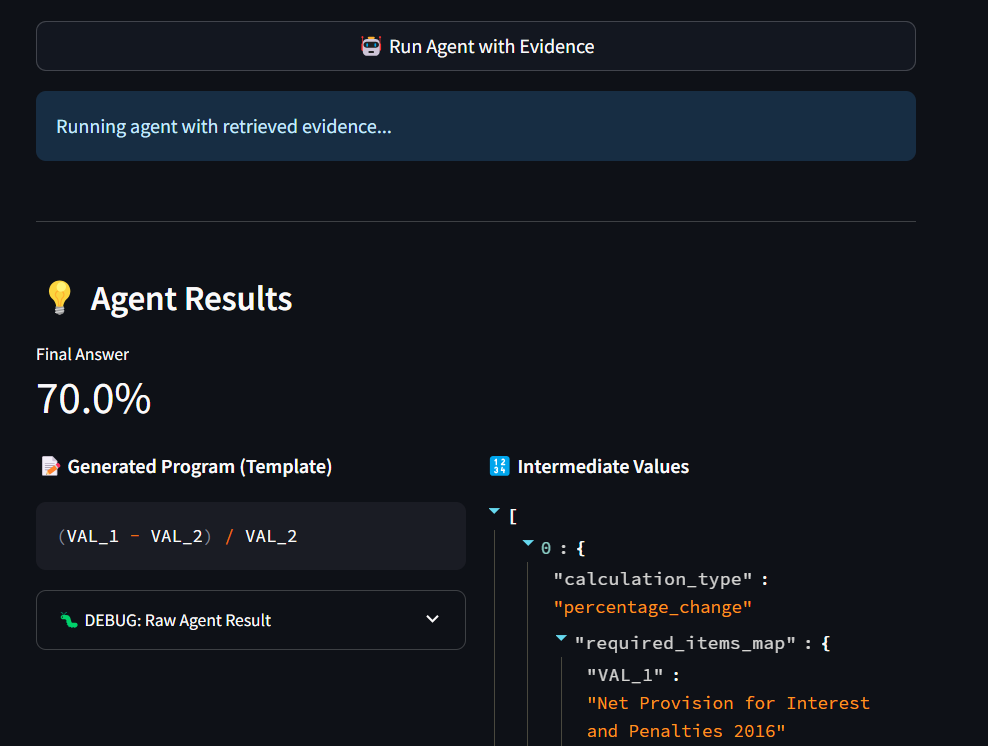 Run Agent with Evidence
Running agent with retrieved evidence...
Agent Results
Final Answer
70.0%
Generated Program (Template)
(VAL_1 - VAL_2) / VAL_2
DEBUG: Raw Agent Result
Intermediate Values
[
0 : {
"calculation_type" :
"percentage_change"
"required_items_map" : {
"VAL_1" :
"Net Provision for Interest
and Penalties 2016"